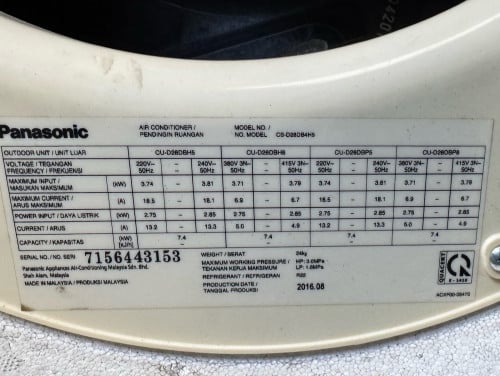 Panasonic
AIR CONDITIONER /
PENDINGIN RUANGAN
MODEL NO. /
NO. MODEL CS-D28DBH5
OUTDOOR UNIT / UNIT LUAR CU-D28DBH5 CU-D28DBH8 CU-D28DBP5 CU-D28DBP8
VOLTAGE / TEGANGAN 220V~ – 240V~ 380V 3N~ – 415V 3N~ 220V~ – 240V~ 380V 3N~ – 415V 3N~
FREQUENCY / FREKUENSI 50Hz 50Hz 50Hz 50Hz 50Hz 50Hz 50Hz 50Hz
MAXIMUM INPUT /
MASUKAN MAKSIMUM (kW) 3.74 – 3.81 3.71 – 3.79 3.74 – 3.81 3.71 – 3.79
MAXIMUM CURRENT /
ARUS MAKSIMUM (A) 18.5 – 18.1 6.9 – 6.7 18.5 – 18.1 6.9 – 6.7
POWER INPUT / DAYA LISTRIK (kW) 2.75 – 2.85 2.75 – 2.85 2.75 – 2.85 2.75 – 2.85
CURRENT / ARUS (A) 13.2 – 13.3 5.0 – 4.9 13.2 – 13.3 5.0 – 4.9
CAPACITY / KAPASITAS (kW) 7.4 7.4 7.4 7.4
SERIAL NO. / NO. SERI 7156443153
Panasonic Appliances Air-Conditioning Malaysia Sdn. Bhd.
Shah Alam, Malaysia
MADE IN MALAYSIA / PRODUKSI MALAYSIA
WEIGHT / BERAT 24kg
MAXIMUM WORKING PRESSURE / HP: 3.0MPa
TEKANAN KERJA MAKSIMUM LP: 1.6MPa
REFRIGERANT / REFRIGERAN R22
PRODUCTION DATE /
TANGGAL PRODUKSI 2016.08
QUACERT